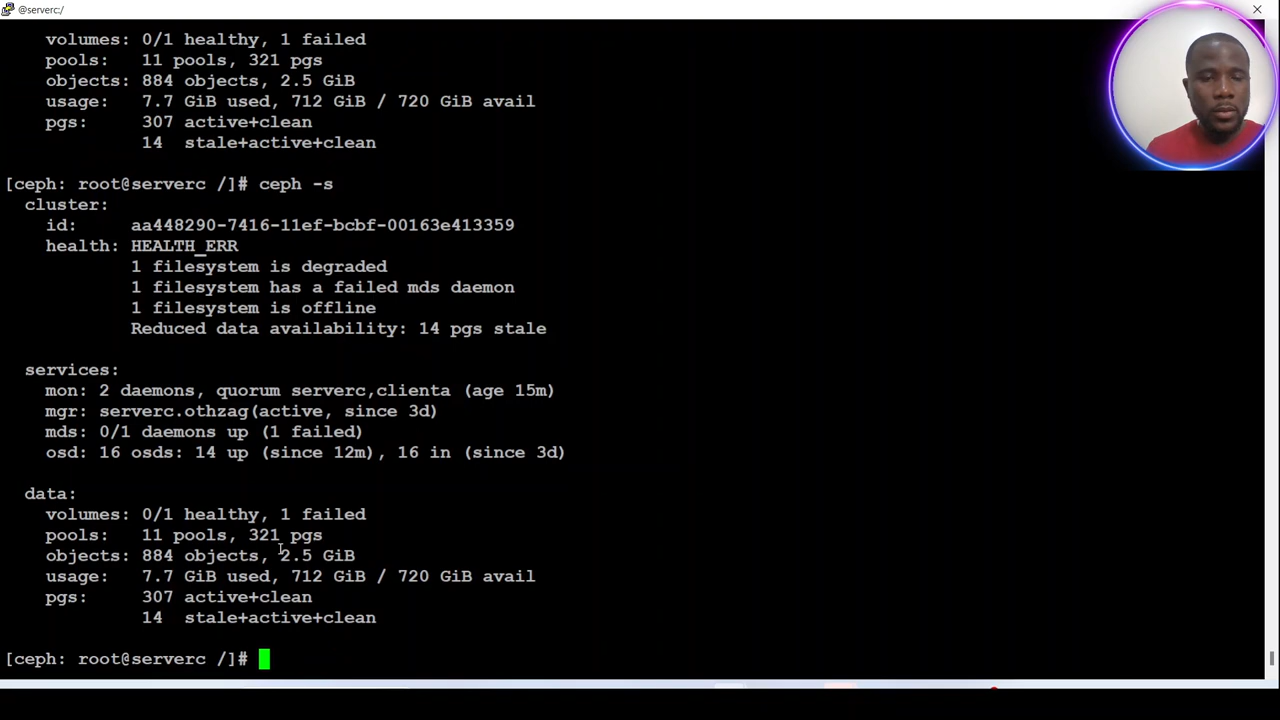 @serverc:/
volumes: 0/1 healthy, 1 failed
pools:   11 pools, 321 pgs
objects: 884 objects, 2.5 GiB
usage:   7.7 GiB used, 712 GiB / 720 GiB avail
pgs:     307 active+clean
14  stale+active+clean
[ceph: root@serverc /]# ceph -s
cluster:
id:     aa448290-7416-11ef-bcbf-00163e413359
health: HEALTH_ERR
1 filesystem is degraded
1 filesystem has a failed mds daemon
1 filesystem is offline
Reduced data availability: 14 pgs stale
services:
mon: 2 daemons, quorum serverc,clienta (age 15m)
mgr: serverc.othzag(active, since 3d)
mds: 0/1 daemons up (1 failed)
osd: 16 osds: 14 up (since 12m), 16 in (since 3d)
data:
volumes: 0/1 healthy, 1 failed
pools:   11 pools, 321 pgs
objects: 884 objects, 2.5 GiB
usage:   7.7 GiB used, 712 GiB / 720 GiB avail
pgs:     307 active+clean
14  stale+active+clean
[ceph: root@serverc /]#